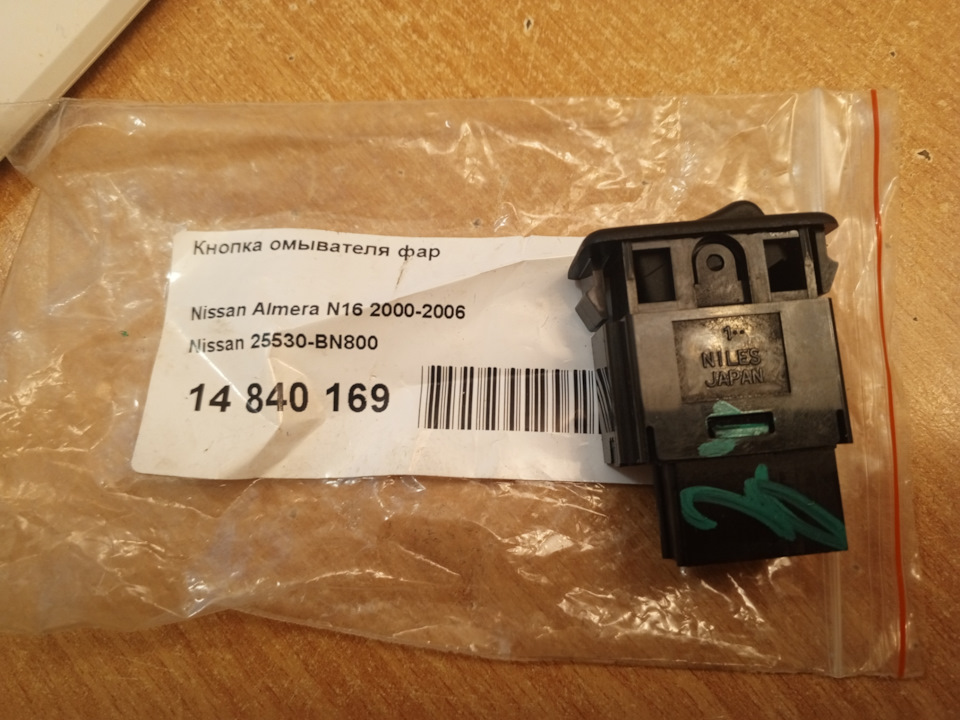 Кнопка омывателя фар
Nissan Almera N16 2000-2006
Nissan 25530-BN800
14 840 169
NILES
JAPAN